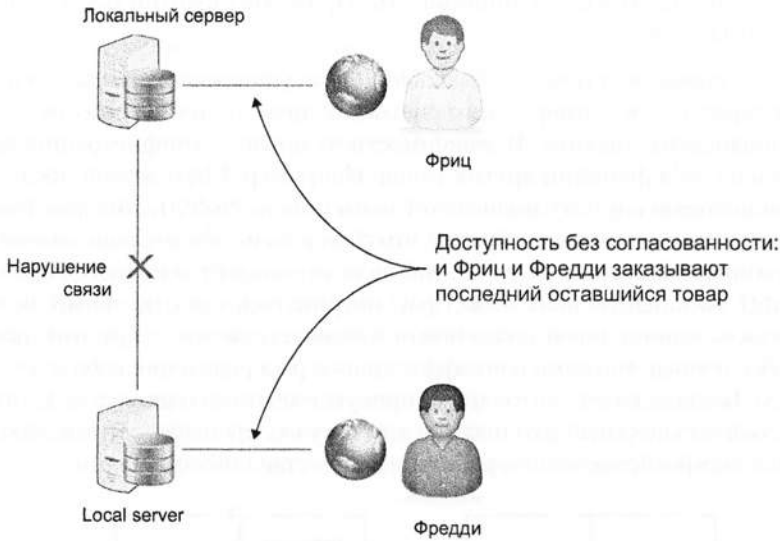 Локальный сервер
Фриц
Доступность без согласованности:
и Фриц и Фредди заказывают
последний оставшийся товар
Нарушение
связи
Local server
Фредди